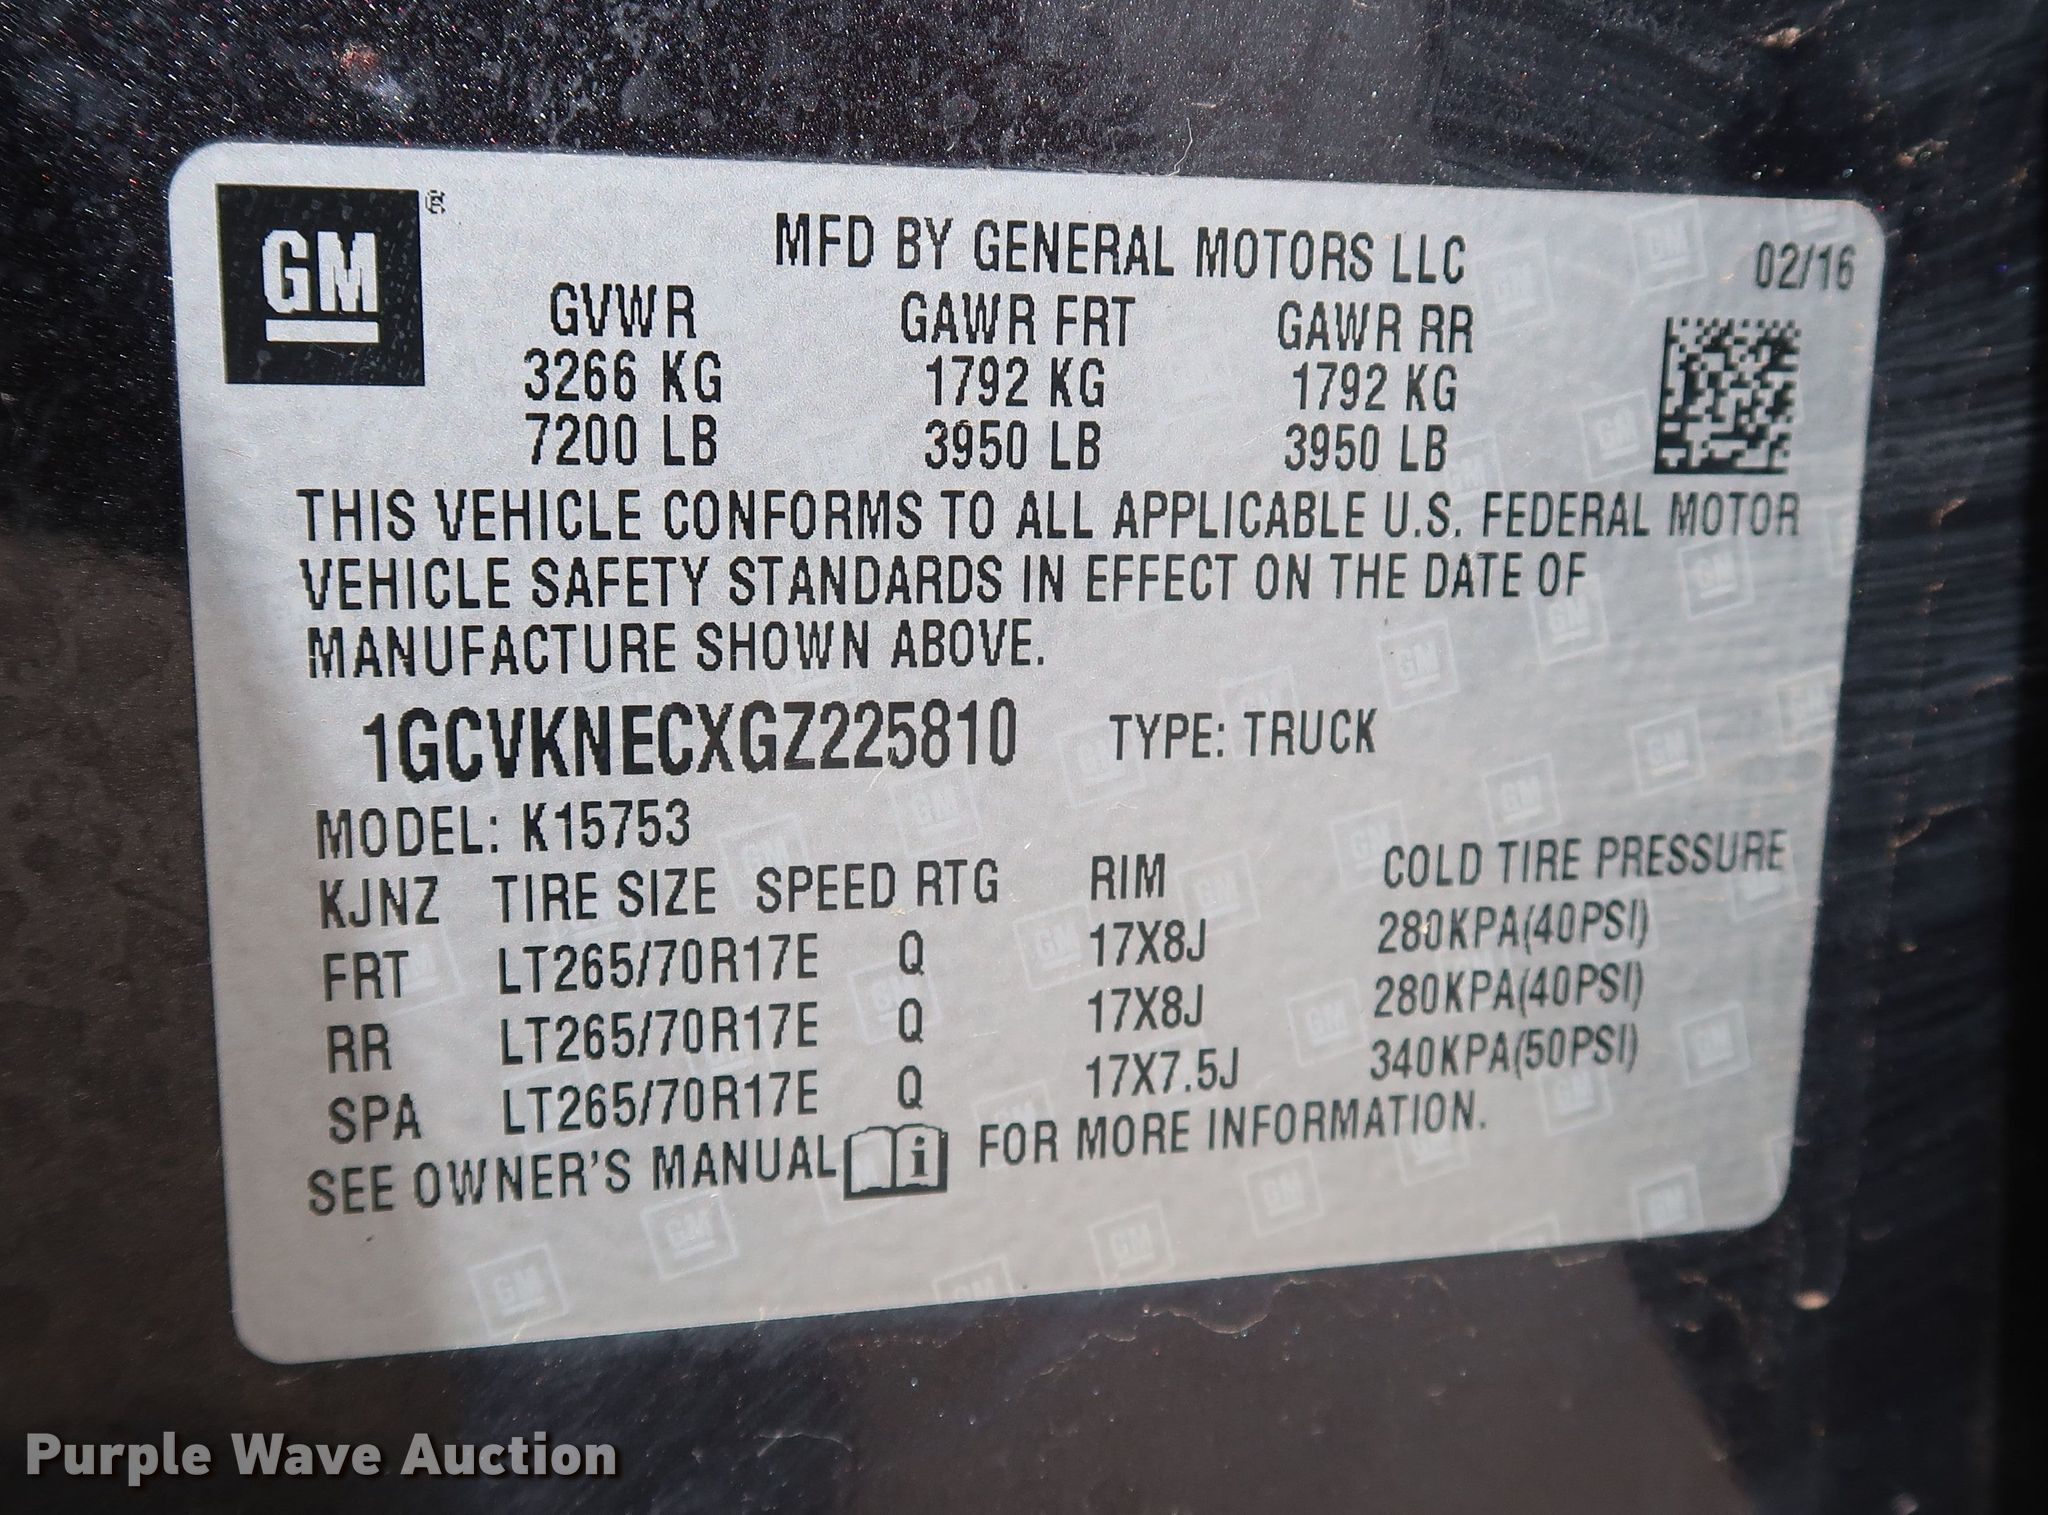 GM ®
MFD BY GENERAL MOTORS LLC 02/16
GVWR GAWR FRT GAWR RR
3266 KG 1792 KG 1792 KG
7200 LB 3950 LB 3950 LB
THIS VEHICLE CONFORMS TO ALL APPLICABLE U.S. FEDERAL MOTOR
VEHICLE SAFETY STANDARDS IN EFFECT ON THE DATE OF
MANUFACTURE SHOWN ABOVE.
1GCVKNECXGZ225810 TYPE: TRUCK
MODEL: K15753
KJNZ TIRE SIZE SPEED RTG RIM COLD TIRE PRESSURE
FRT LT265/70R17E Q 17X8J 280KPA(40PSI)
RR LT265/70R17E Q 17X8J 280KPA(40PSI)
SPA LT265/70R17E Q 17X7.5J 340KPA(50PSI)
SEE OWNER'S MANUAL i FOR MORE INFORMATION.
Purple Wave Auction